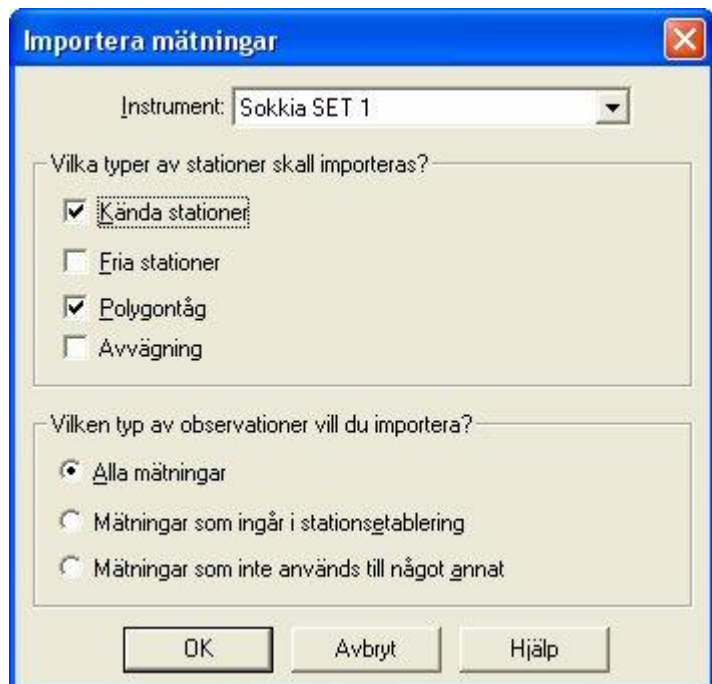 Importera mätningar
Instrument: Sokkia SET 1
Vilka typer av stationer skall importeras?
Kända stationer
Fria stationer
Polygontåg
Avvägning
Vilken typ av observationer vill du importera?
Alla mätningar
Mätningar som ingår i stationsetablering
Mätningar som inte används till något annat
OK Avbryt Hjälp